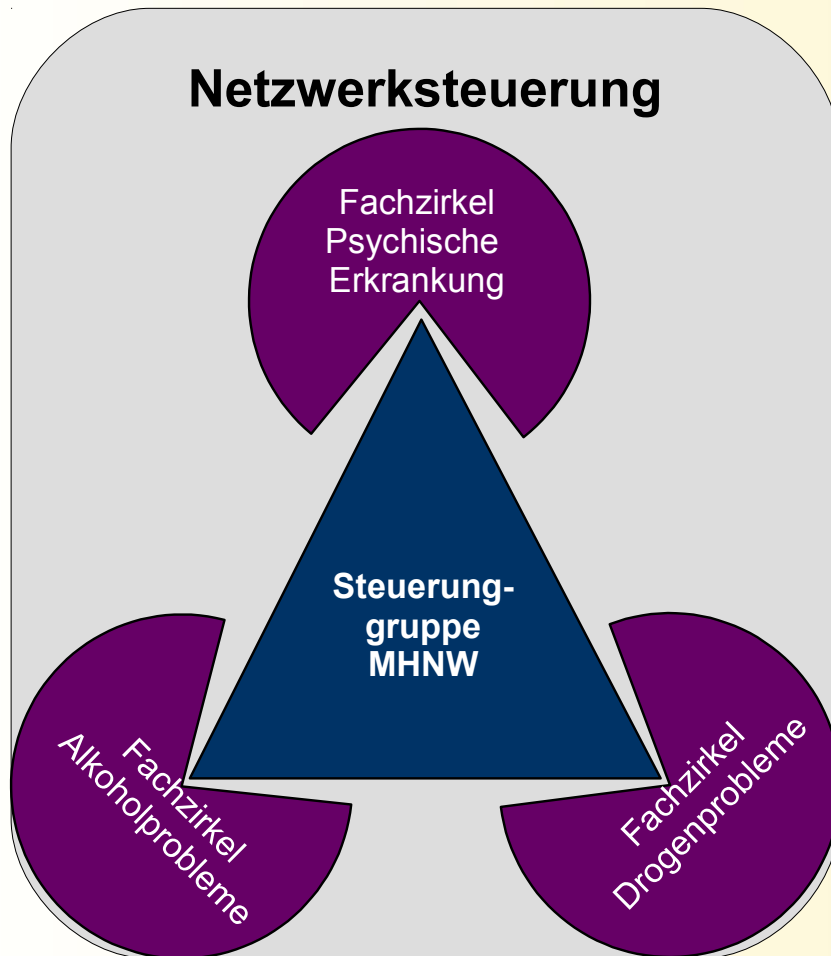 Netzwerksteuerung
Fachzirkel
Psychische
Erkrankung
Steuerung-
gruppe
MHNW
Fachzirkel
Alkoholprobleme
Fachzirkel
Drogenprobleme